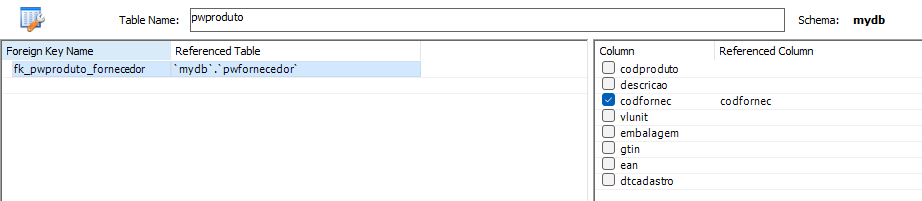 Table Name: pwproduto Schema: mydb
Foreign Key Name Referenced Table
fk_pwproduto_fornecedor `mydb`.`pwfornecedor`
Column Referenced Column
codproduto
descricao
codfornec codfornec
vlunit
embalagem
gtin
ean
dtcadastro